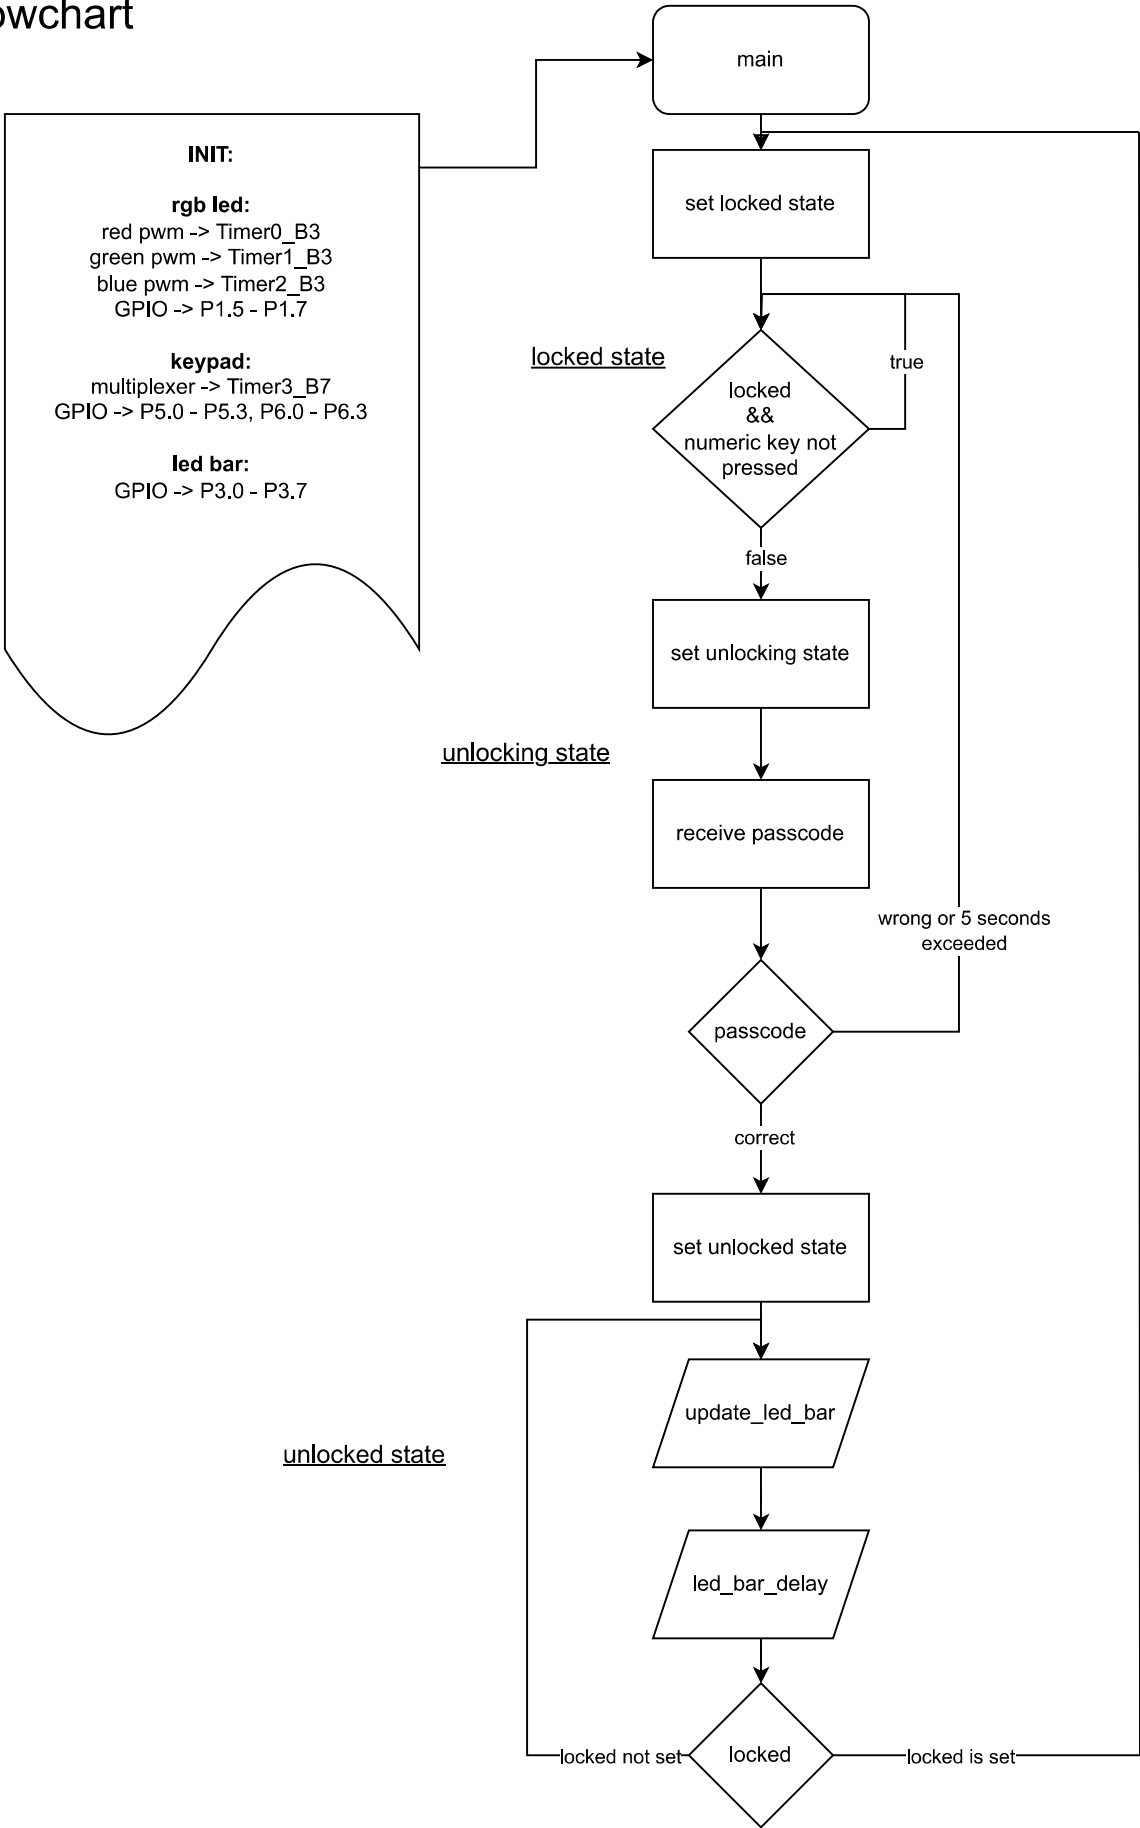 owchart
main
INIT:
rgb led:
red pwm -> Timer0_B3
green pwm -> Timer1_B3
blue pwm -> Timer2_B3
GPIO -> P1.5 - P1.7
keypad:
multiplexer -> Timer3_B7
GPIO -> P5.0 - P5.3, P6.0 - P6.3
led bar:
GPIO -> P3.0 - P3.7
set locked state
locked state
locked
&&
numeric key not
pressed
true
false
set unlocking state
unlocking state
receive passcode
wrong or 5 seconds
exceeded
passcode
correct
set unlocked state
update_led_bar
unlocked state
led_bar_delay
locked not set
locked
locked is set